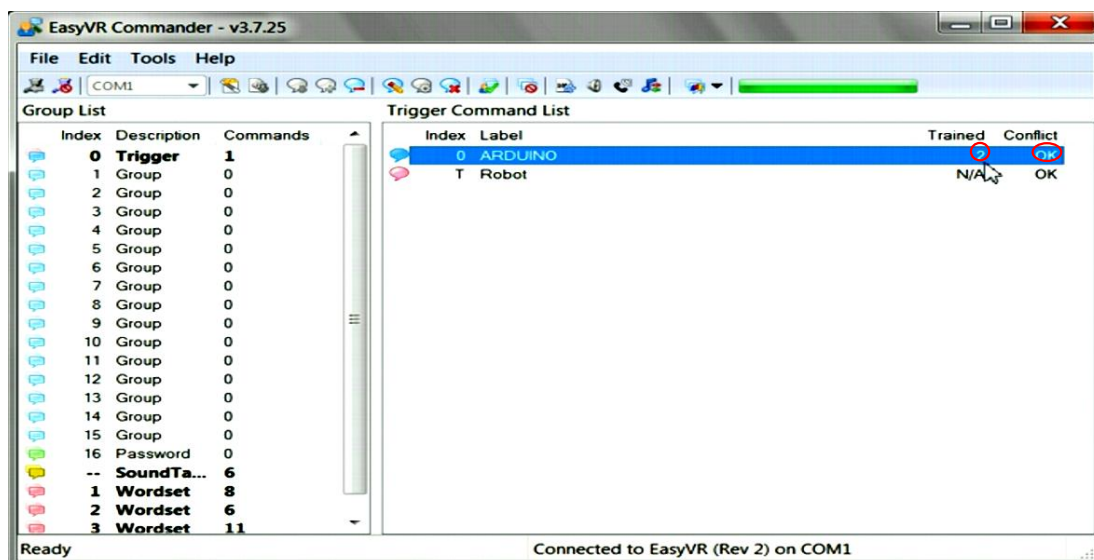 EasyVR Commander - v3.7.25
File Edit Tools Help
COM1
Group List
Index Description Commands
0 Trigger 1
1 Group 0
2 Group 0
3 Group 0
4 Group 0
5 Group 0
6 Group 0
7 Group 0
8 Group 0
9 Group 0
10 Group 0
11 Group 0
12 Group 0
13 Group 0
14 Group 0
15 Group 0
16 Password 0
-- SoundTa... 6
1 Wordset 8
2 Wordset 6
3 Wordset 11
Trigger Command List
Index Label Trained Conflict
0 ARDUINO 2 OK
T Robot N/A OK
Ready Connected to EasyVR (Rev 2) on COM1